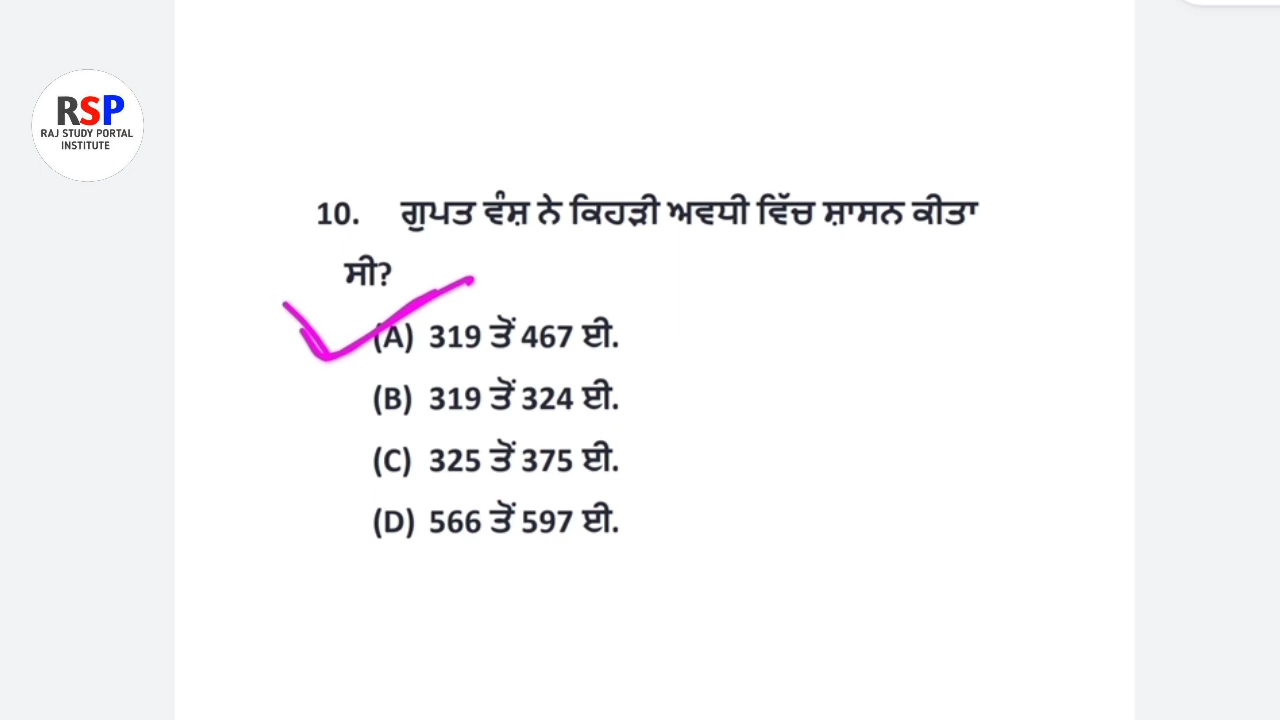 RSP
RAJ STUDY PORTAL
INSTITUTE
10. ਗੁਪਤ ਵੰਸ਼ ਨੇ ਕਿਹੜੀ ਅਵਧੀ ਵਿੱਚ ਸ਼ਾਸਨ ਕੀਤਾ
ਸੀ?
(A) 319 ਤੋਂ 467 ਈ.
(B) 319 ਤੋਂ 324 ਈ.
(C) 325 ਤੋਂ 375 ਈ.
(D) 566 ਤੋਂ 597 ਈ.